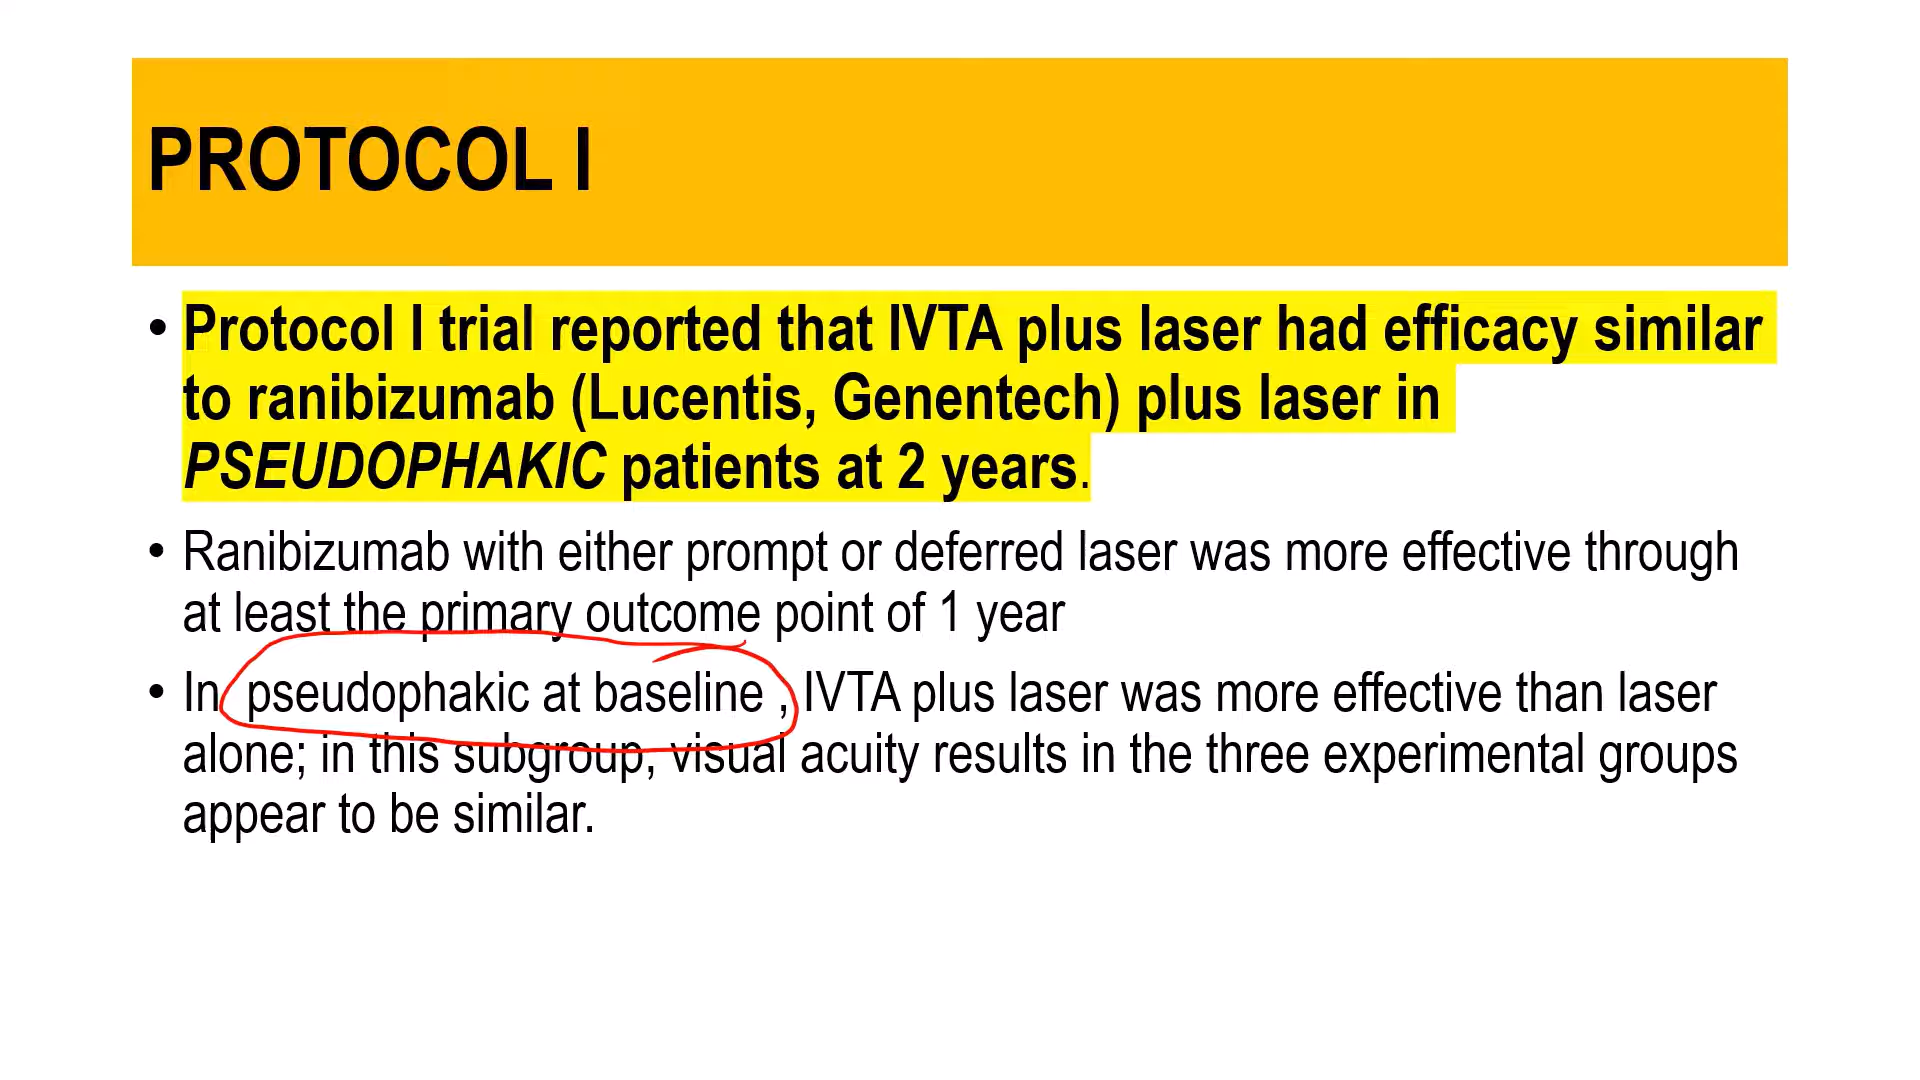 PROTOCOL I
• Protocol I trial reported that IVTA plus laser had efficacy similar
to ranibizumab (Lucentis, Genentech) plus laser in
PSEUDOPHAKIC patients at 2 years.
• Ranibizumab with either prompt or deferred laser was more effective through
at least the primary outcome point of 1 year
• In pseudophakic at baseline , IVTA plus laser was more effective than laser
alone; in this subgroup, visual acuity results in the three experimental groups
appear to be similar.